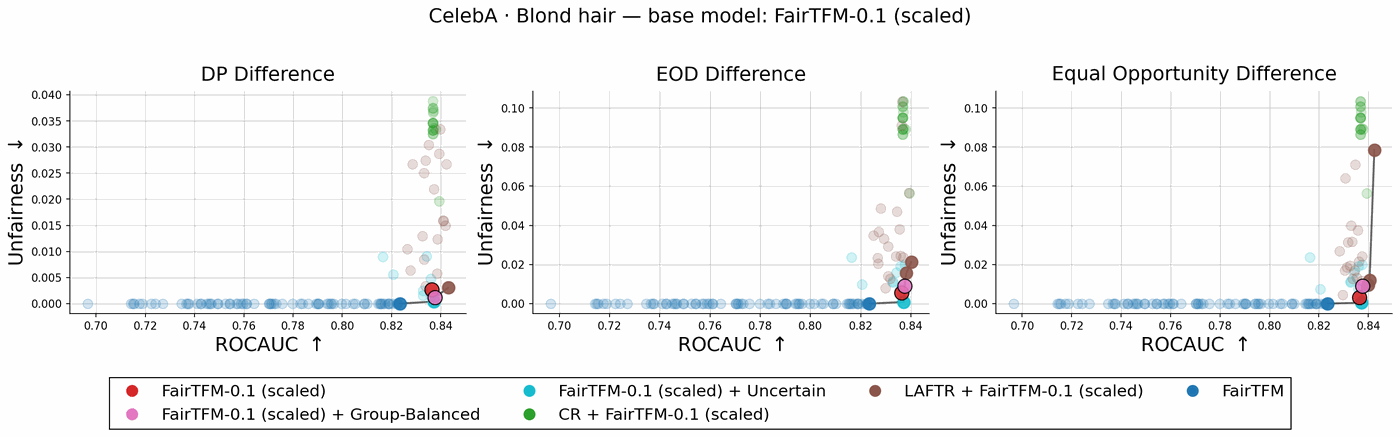 CelebA · Blond hair — base model: FairTFM-0.1 (scaled)
DP Difference
Unfairness ↓
0.040
0.035
0.030
0.025
0.020
0.015
0.010
0.005
0.000
0.70 0.72 0.74 0.76 0.78 0.80 0.82 0.84
ROCAUC ↑
EOD Difference
Unfairness ↓
0.10
0.08
0.06
0.04
0.02
0.00
0.70 0.72 0.74 0.76 0.78 0.80 0.82 0.84
ROCAUC ↑
Equal Opportunity Difference
Unfairness ↓
0.10
0.08
0.06
0.04
0.02
0.00
0.70 0.72 0.74 0.76 0.78 0.80 0.82 0.84
ROCAUC ↑
FairTFM-0.1 (scaled)
FairTFM-0.1 (scaled) + Group-Balanced
FairTFM-0.1 (scaled) + Uncertain
CR + FairTFM-0.1 (scaled)
LAFTR + FairTFM-0.1 (scaled)
FairTFM